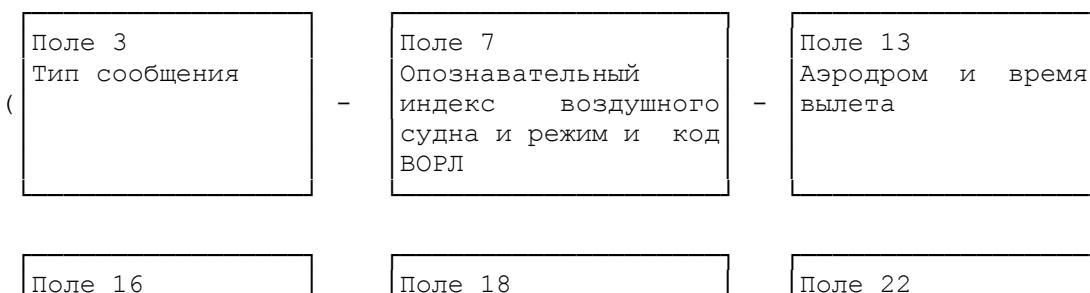 Поле 3 Поле 7 Поле 13
Тип сообщения Опознавательный Аэродром и время
( - индекс воздушного - вылета
судна и режим и код
ВОРЛ
Поле 16 Поле 18 Поле 22